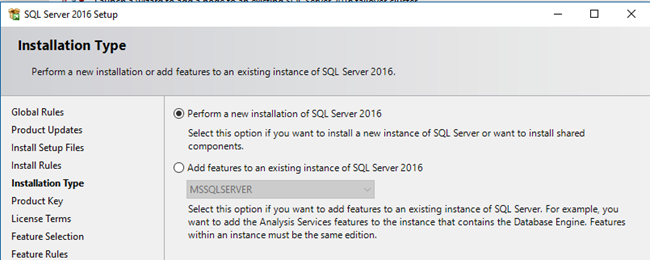 SQL Server 2016 Setup
Installation Type
Perform a new installation or add features to an existing instance of SQL Server 2016.
Global Rules
Product Updates
Install Setup Files
Install Rules
Installation Type
Product Key
License Terms
Feature Selection
Feature Rules
Perform a new installation of SQL Server 2016
Select this option if you want to install a new instance of SQL Server or want to install shared
components.
Add features to an existing instance of SQL Server 2016
MSSQLSERVER
Select this option if you want to add features to an existing instance of SQL Server. For example, you
want to add the Analysis Services features to the instance that contains the Database Engine. Features
within an instance must be the same edition.